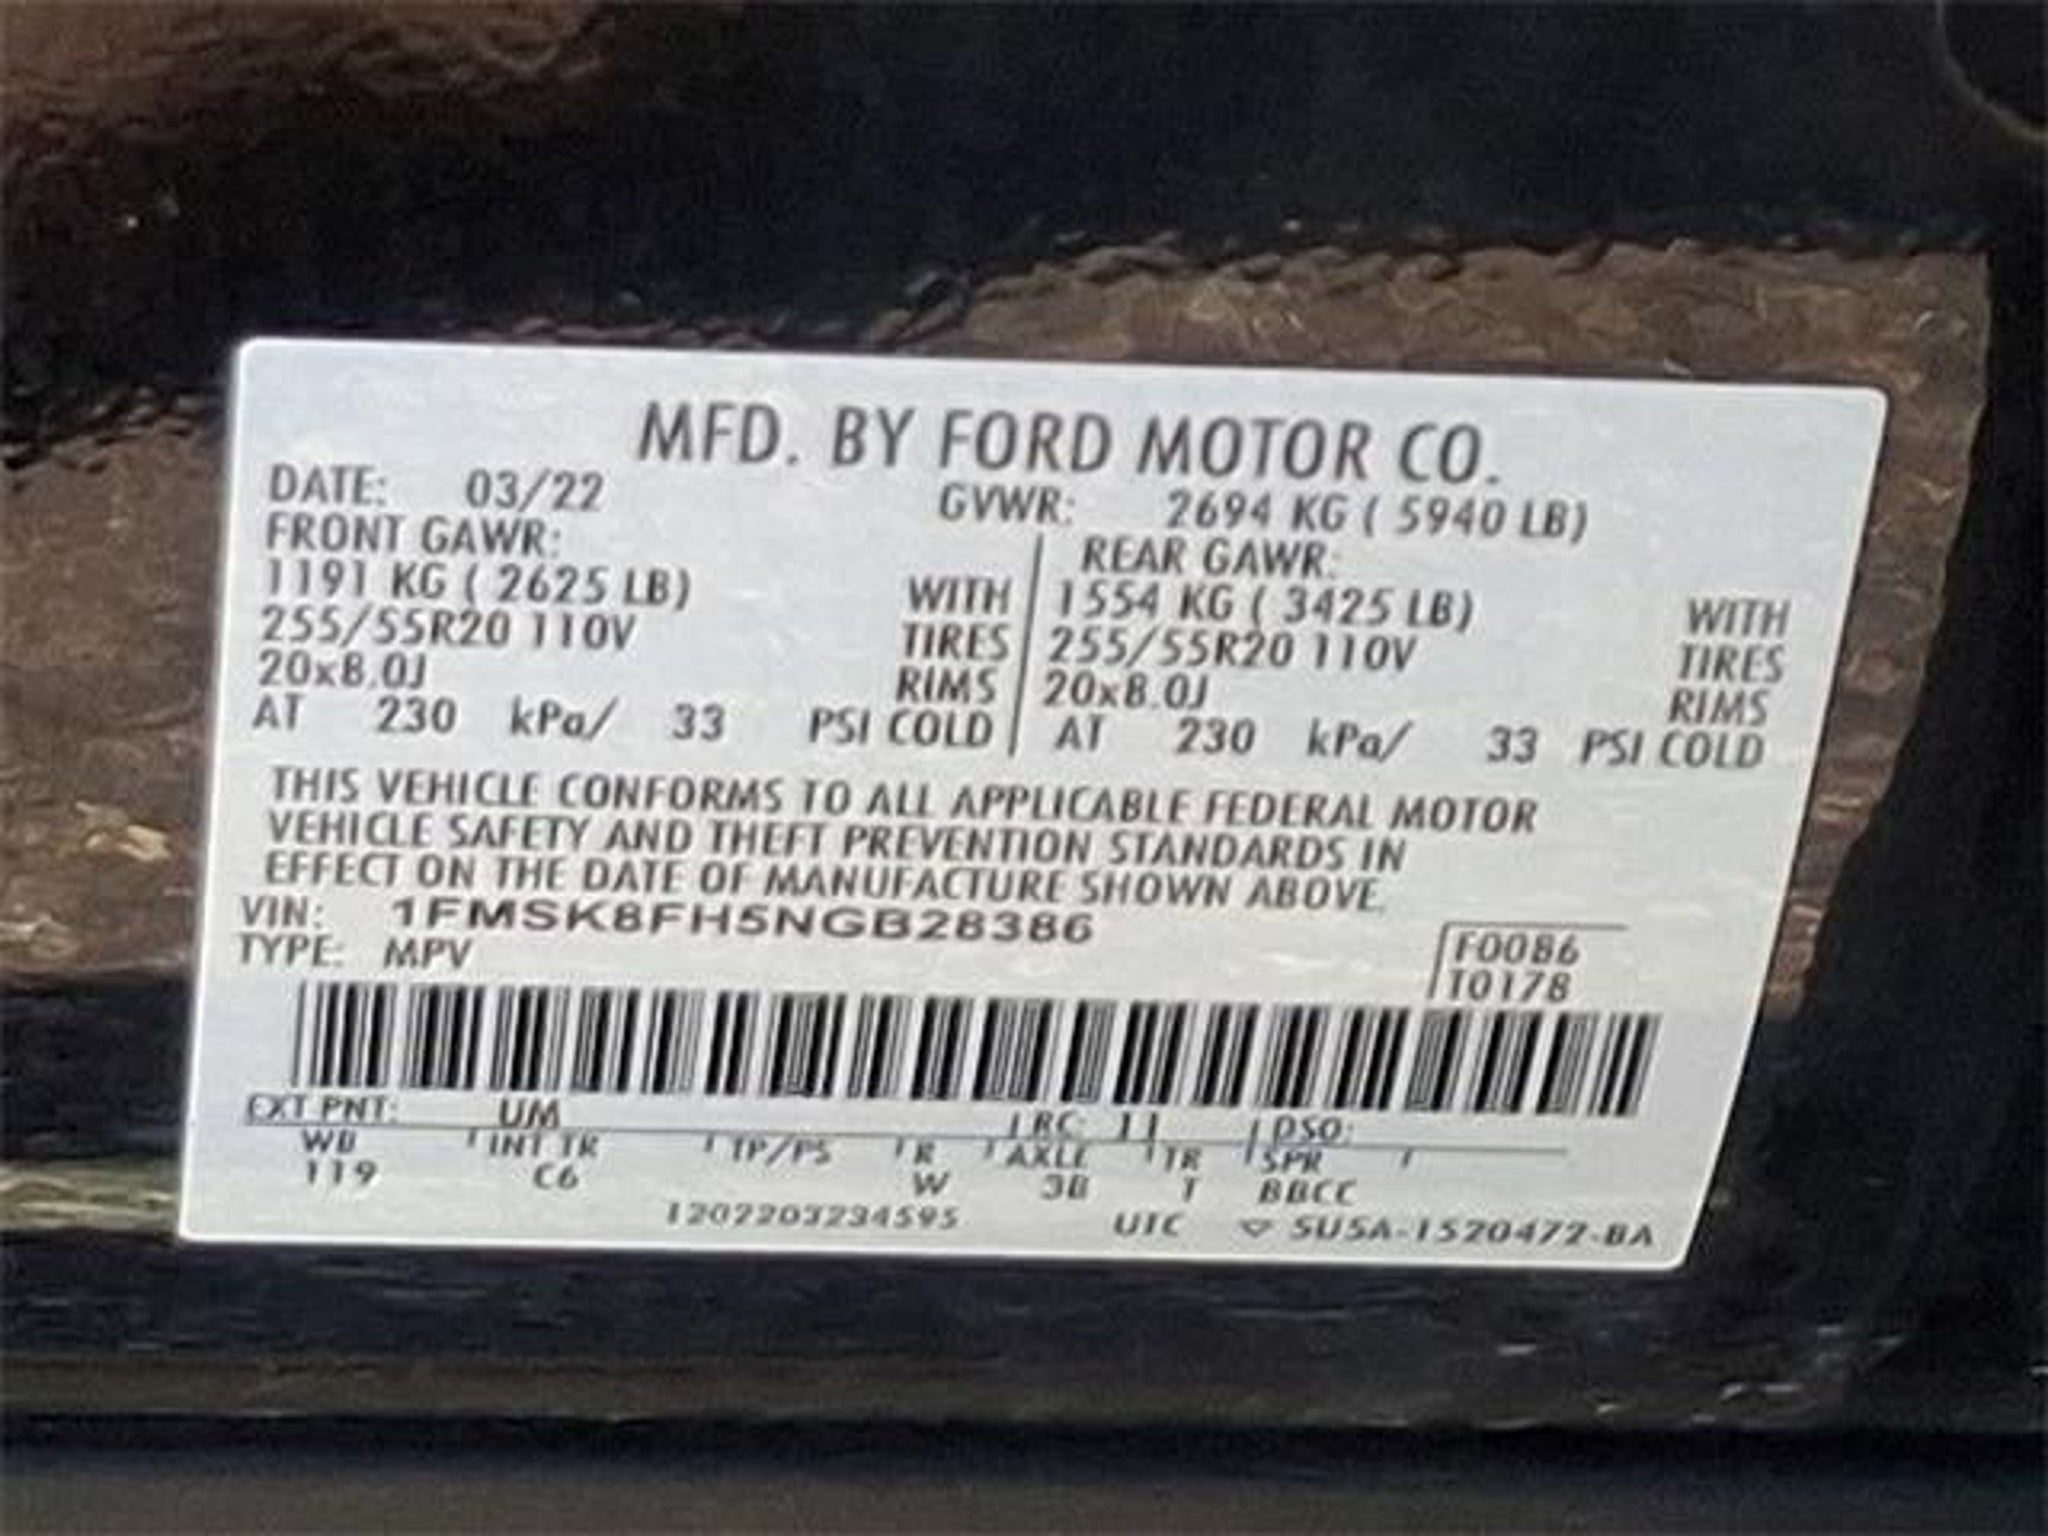 MFD. BY FORD MOTOR CO.
DATE: 03/22 GVWR: 2694 KG ( 5940 LB)
FRONT GAWR: REAR GAWR:
1191 KG ( 2625 LB) WITH 1554 KG ( 3425 LB) WITH
255/55R20 110V TIRES 255/55R20 110V TIRES
20x8.0J RIMS 20x8.0J RIMS
AT 230 kPa/ 33 PSI COLD AT 230 kPa/ 33 PSI COLD
THIS VEHICLE CONFORMS TO ALL APPLICABLE FEDERAL MOTOR
VEHICLE SAFETY AND THEFT PREVENTION STANDARDS IN
EFFECT ON THE DATE OF MANUFACTURE SHOWN ABOVE.
VIN: 1FMSK8FH5NGB28386
TYPE: MPV
F0086
T0178
EXT PNT: UM RC: 11 DSO:
WB INT TR TP/PS R AXLE TR SPR
119 C6 W 3B T BBCC
1202203234595 UTC ▽ 5U5A-1520472-BA